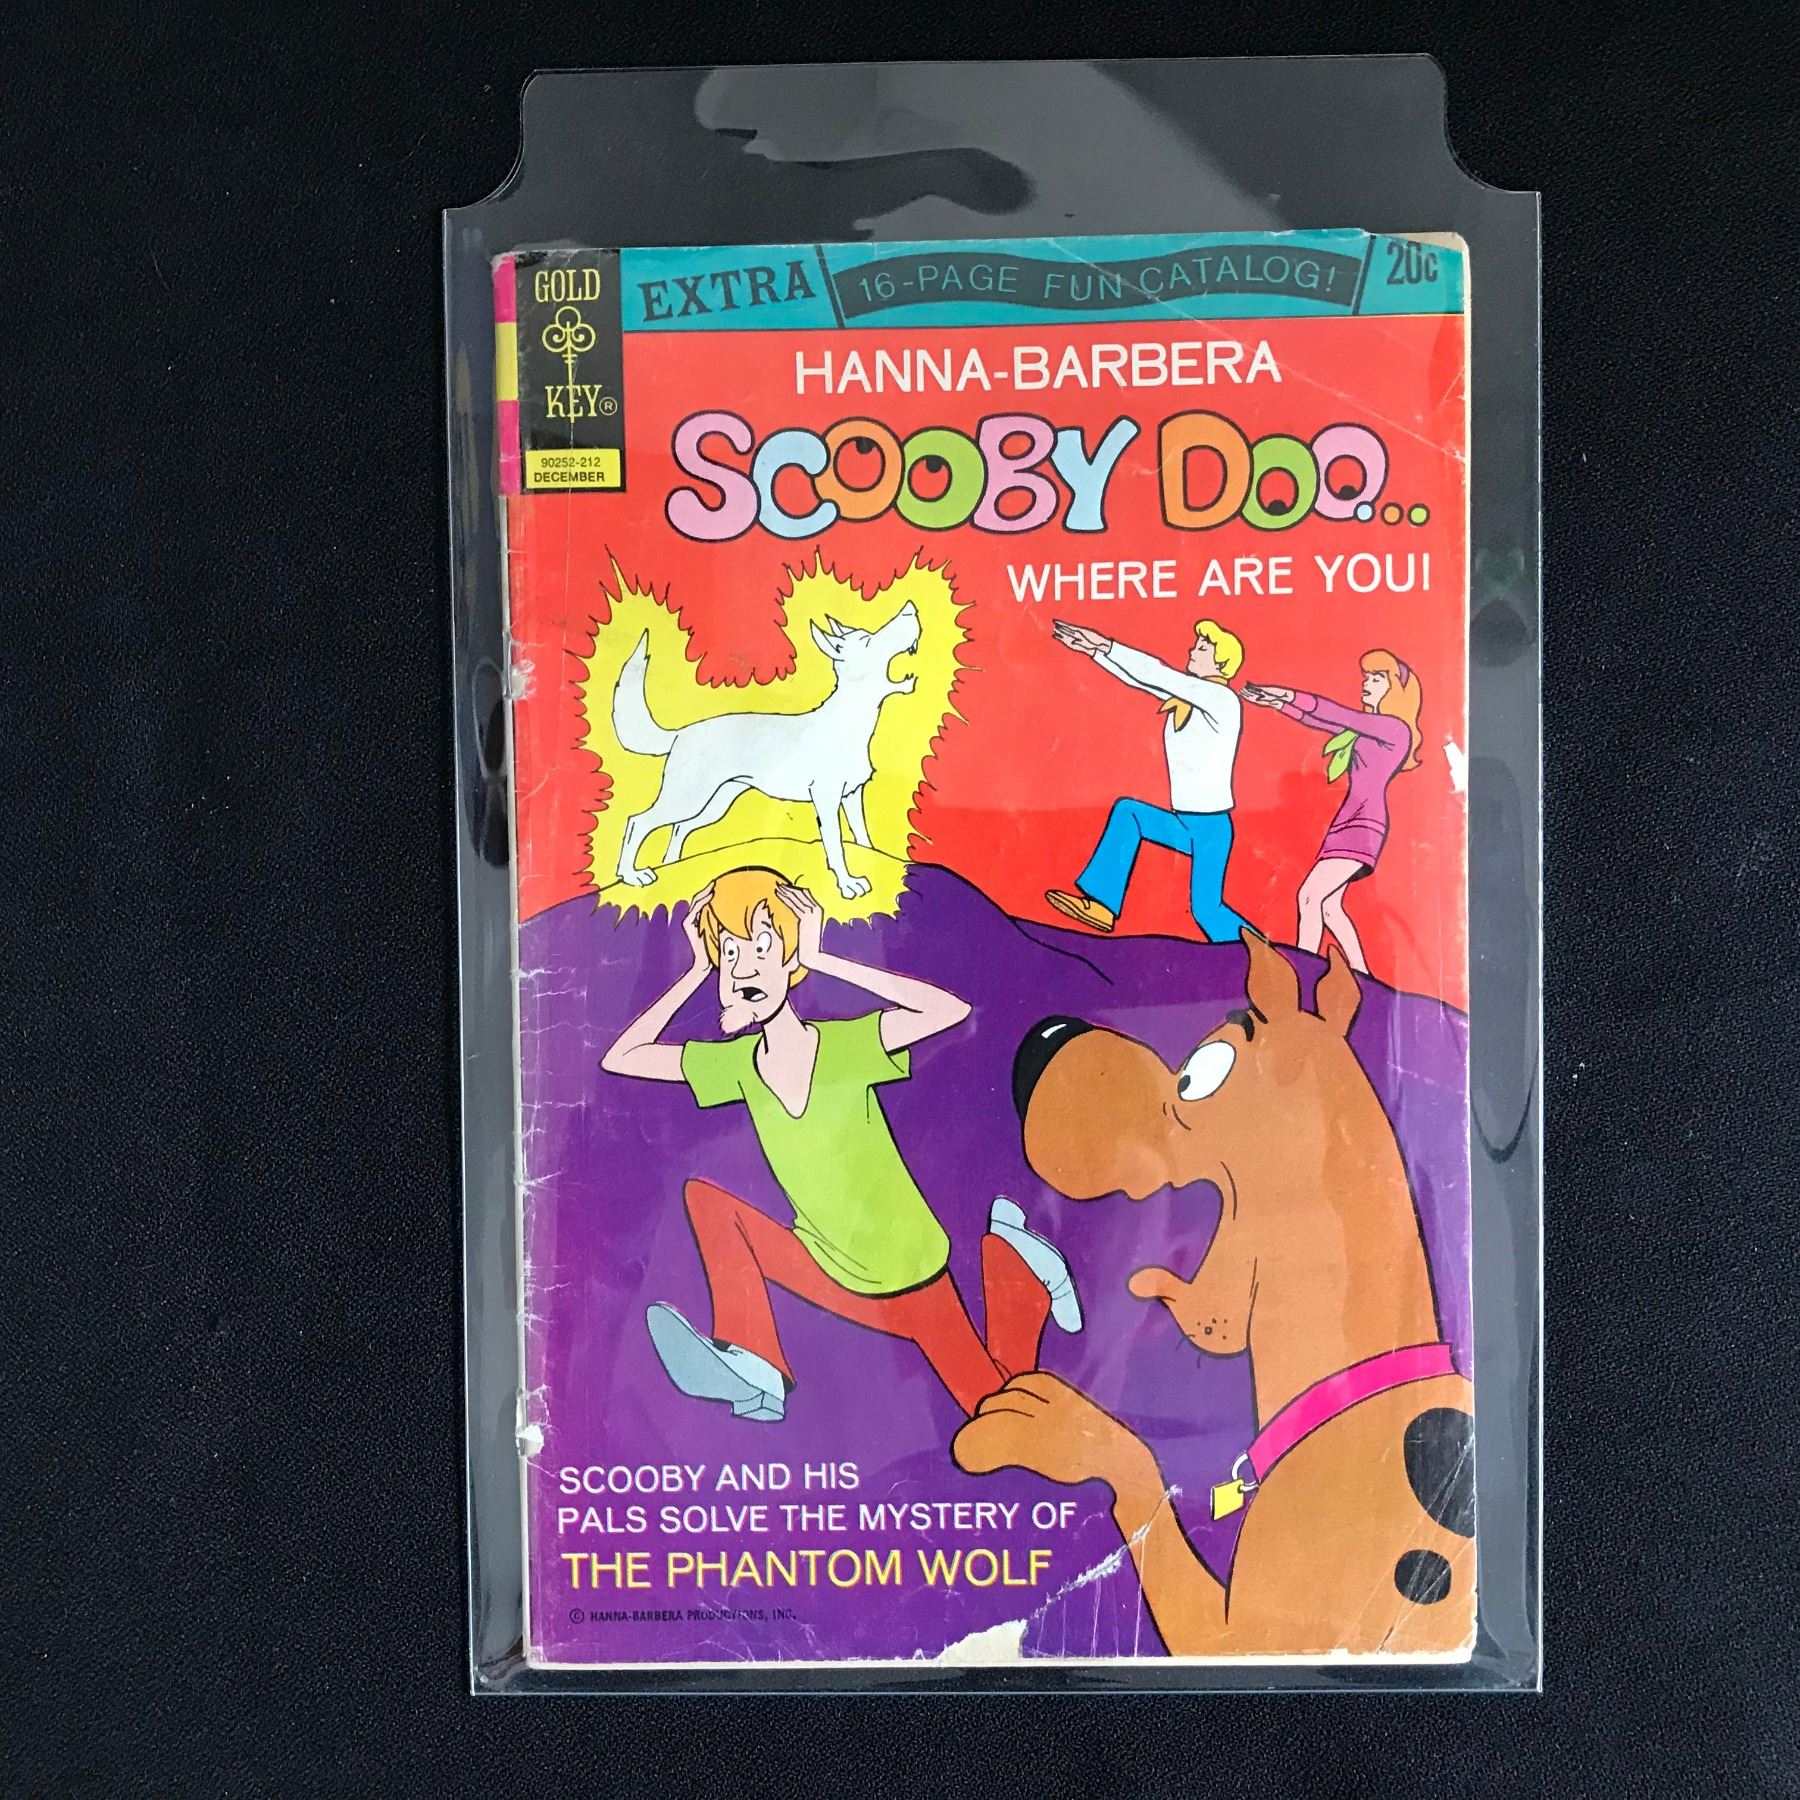 GOLD
KEY®
90252-212
DECEMBER
EXTRA 16-PAGE FUN CATALOG! 20c
HANNA-BARBERA
SCOOBY DOO...
WHERE ARE YOU!
SCOOBY AND HIS
PALS SOLVE THE MYSTERY OF
THE PHANTOM WOLF
© HANNA-BARBERA PRODUCTIONS, INC.